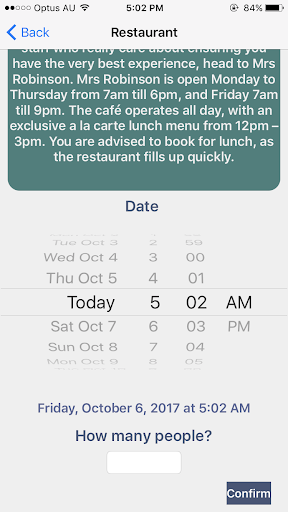 Optus AU 5:02 PM 84%
Back Restaurant
staff who really care about ensuring you
have the very best experience, head to Mrs
Robinson. Mrs Robinson is open Monday to
Thursday from 7am till 6pm, and Friday 7am
till 9pm. The café operates all day, with an
exclusive a la carte lunch menu from 12pm –
3pm. You are advised to book for lunch, as
the restaurant fills up quickly.
Date
Tue Oct 3 2 59
Wed Oct 4 3 00
Thu Oct 5 4 01
Today 5 02 AM
Sat Oct 7 6 03 PM
Sun Oct 8 7 04
Mon Oct 9 8 05
Friday, October 6, 2017 at 5:02 AM
How many people?
Confirm